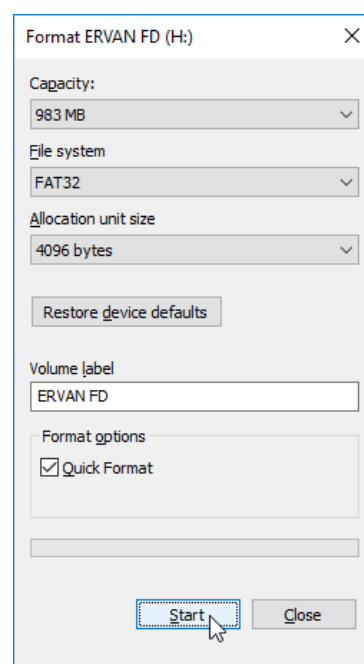 Format ERVAN FD (H:)
Capacity:
983 MB
File system
FAT32
Allocation unit size
4096 bytes
Restore device defaults
Volume label
ERVAN FD
Format options
Quick Format
Start
Close